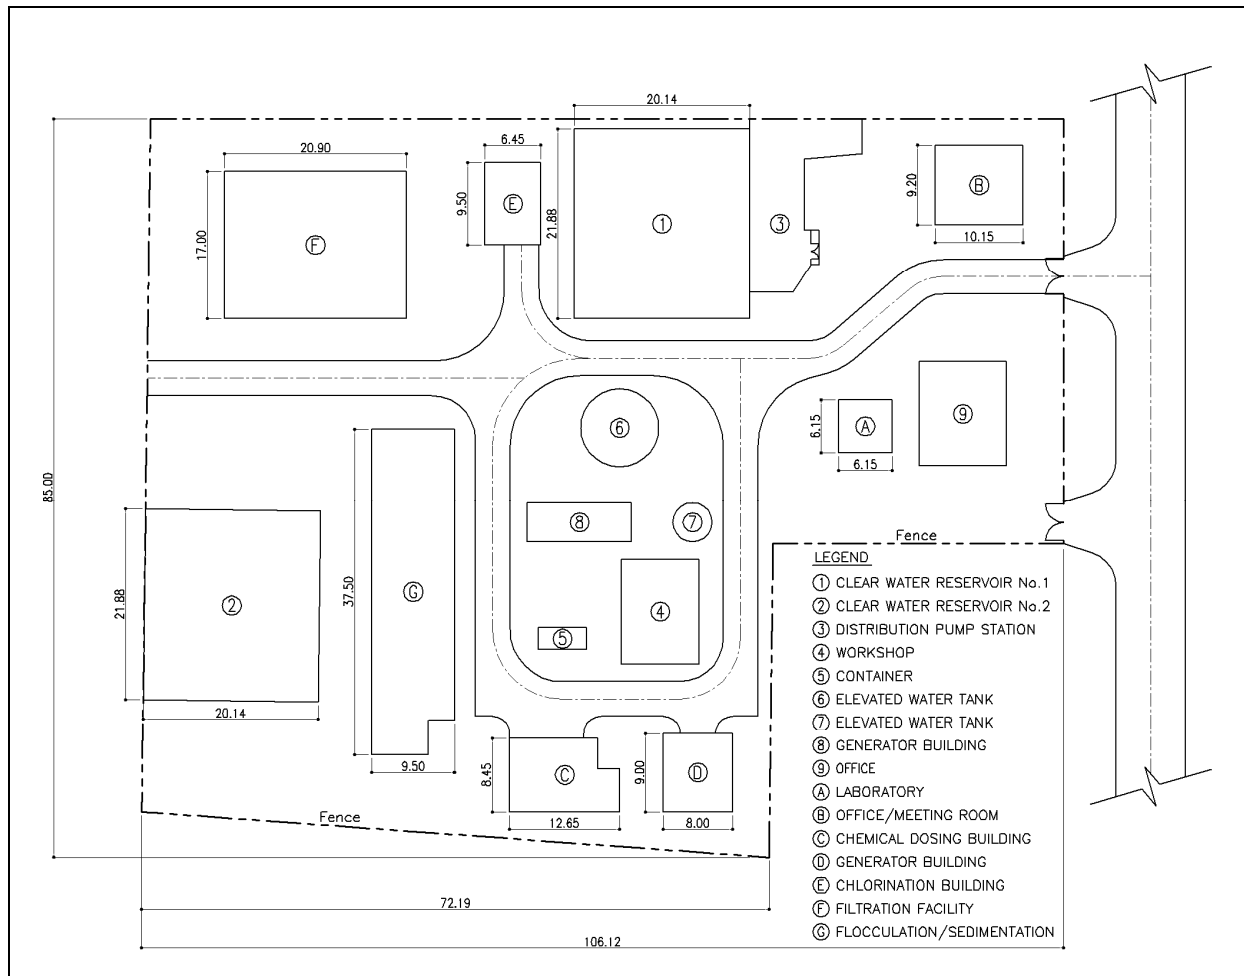 20.14
6.45
20.90
9.50
E
21.88
1
3
9.20
B
10.15
17.00
F
85.00
6
6.15
A
6.15
9
8
7
Fence
21.88
2
37.50
G
4
5
20.14
9.50
8.45
C
12.65
9.00
D
8.00
Fence
72.19
106.12
LEGEND
1 CLEAR WATER RESERVOIR No.1
2 CLEAR WATER RESERVOIR No.2
3 DISTRIBUTION PUMP STATION
4 WORKSHOP
5 CONTAINER
6 ELEVATED WATER TANK
7 ELEVATED WATER TANK
8 GENERATOR BUILDING
9 OFFICE
A LABORATORY
B OFFICE/MEETING ROOM
C CHEMICAL DOSING BUILDING
D GENERATOR BUILDING
E CHLORINATION BUILDING
F FILTRATION FACILITY
G FLOCCULATION/SEDIMENTATION